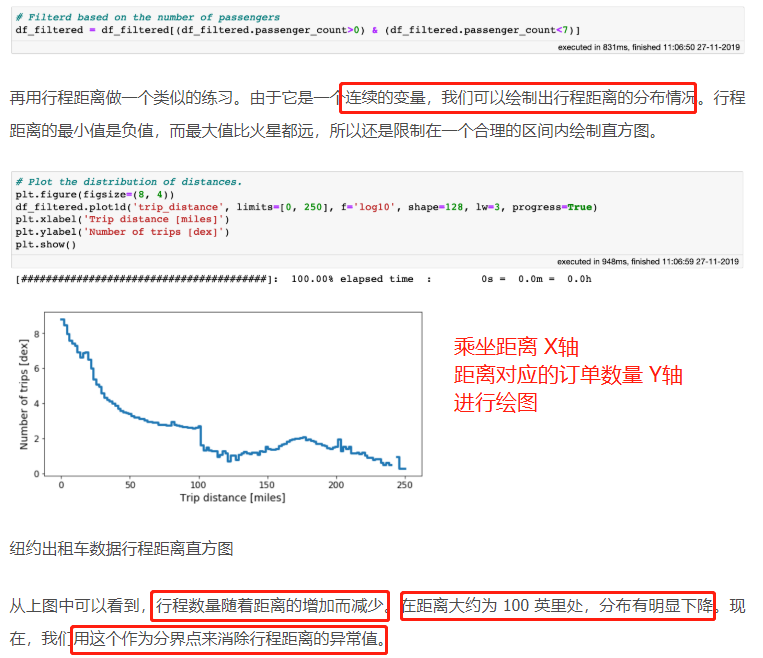 # Filterd based on the number of passengers
df_filtered = df_filtered[(df_filtered.passenger_count>0) & (df_filtered.passenger_count<7)]
executed in 831ms, finished 11:06:50 27-11-2019
再用行程距离做一个类似的练习。由于它是一个连续的变量，我们可以绘制出行程距离的分布情况。行程
距离的最小值是负值，而最大值比火星都远，所以还是限制在一个合理的区间内绘制直方图。
# Plot the distribution of distances.
plt.figure(figsize=(8, 4))
df_filtered.plot1d('trip_distance', limits=[0, 250], f='log10', shape=128, lw=3, progress=True)
plt.xlabel('Trip distance [miles]')
plt.ylabel('Number of trips [dex]')
plt.show()
executed in 948ms, finished 11:06:59 27-11-2019
[########################################]: 100.00% elapsed time  :        0s =  0.0m =  0.0h
Number of trips [dex]
8
6
4
2
0
0 50 100 150 200 250
Trip distance [miles]
乘坐距离 X轴
距离对应的订单数量 Y轴
进行绘图
纽约出租车数据行程距离直方图
从上图中可以看到，行程数量随着距离的增加而减少。在距离大约为 100 英里处，分布有明显下降。现
在，我们用这个作为分界点来消除行程距离的异常值。